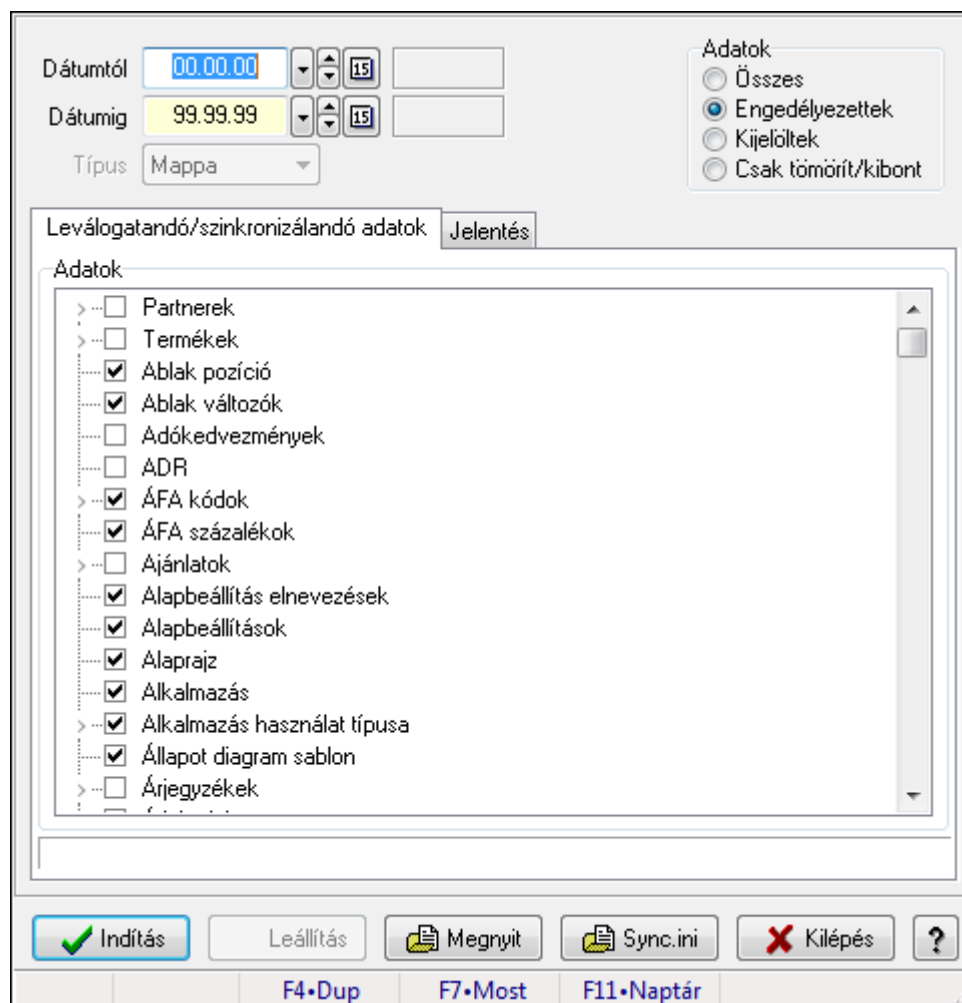 Dátumtól 00.00.00 15
Dátumig 99.99.99 15
Típus Mappa
Adatok
Összes
Engedélyezettek
Kijelöltek
Csak tömörít/kibont
Leválogatandó/szinkronizálandó adatok Jelentés
Adatok
Partnerek
Termékek
Ablak pozíció
Ablak változók
Adókedvezmények
ADR
ÁFA kódok
ÁFA százalékok
Ajánlatok
Alapbeállítás elnevezések
Alapbeállítások
Alaprajz
Alkalmazás
Alkalmazás használat típusa
Állapot diagram sablon
Árjegyzékek
Indítás Leállítás Megnyit Sync.ini Kilépés ?
F4•Dup F7•Most F11•Naptár